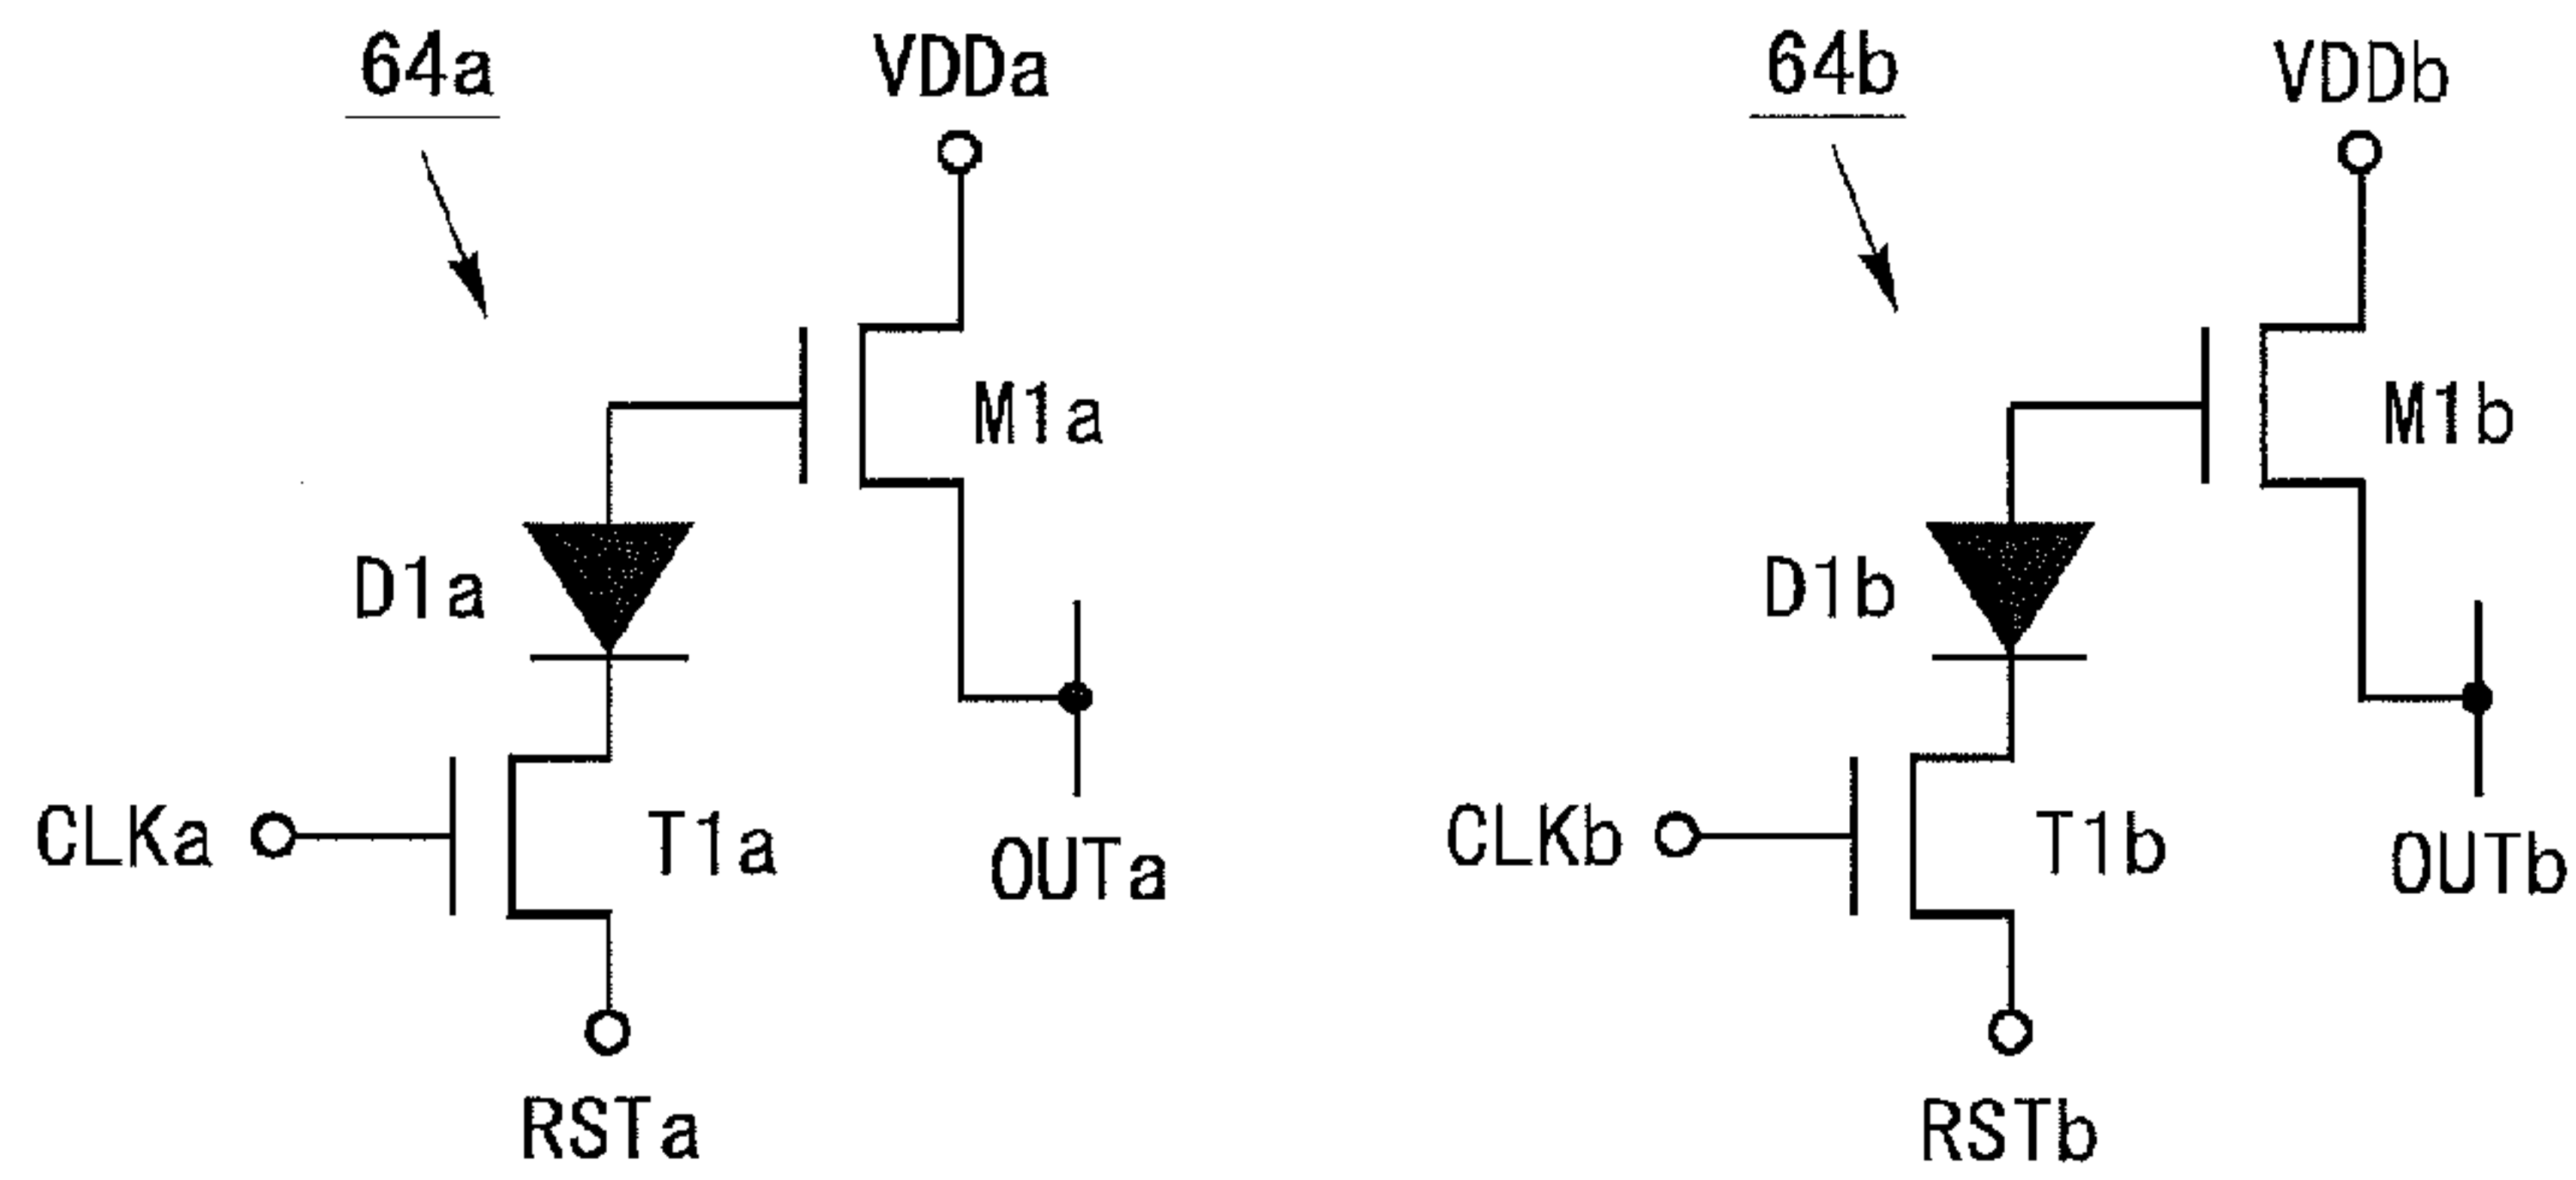 64a
VDDa
M1a
D1a
CLKa
T1a
OUTa
RSTa
64b
VDDb
M1b
D1b
CLKb
T1b
OUTb
RSTb